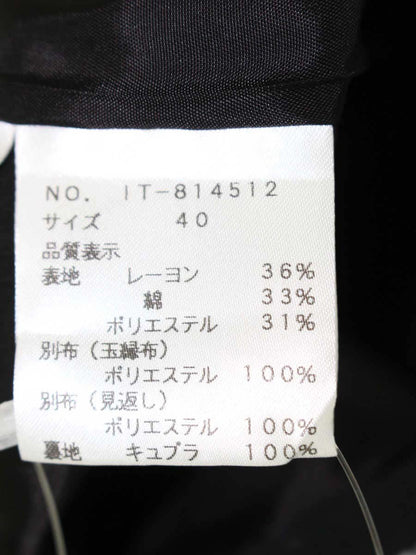 NO. IT-814512
サイズ 40
品質表示
表地 レーヨン 36%
綿 33%
ポリエステル 31%
別布(玉縁布)
ポリエステル 100%
別布(見返し)
ポリエステル 100%
裏地 キュプラ 100%